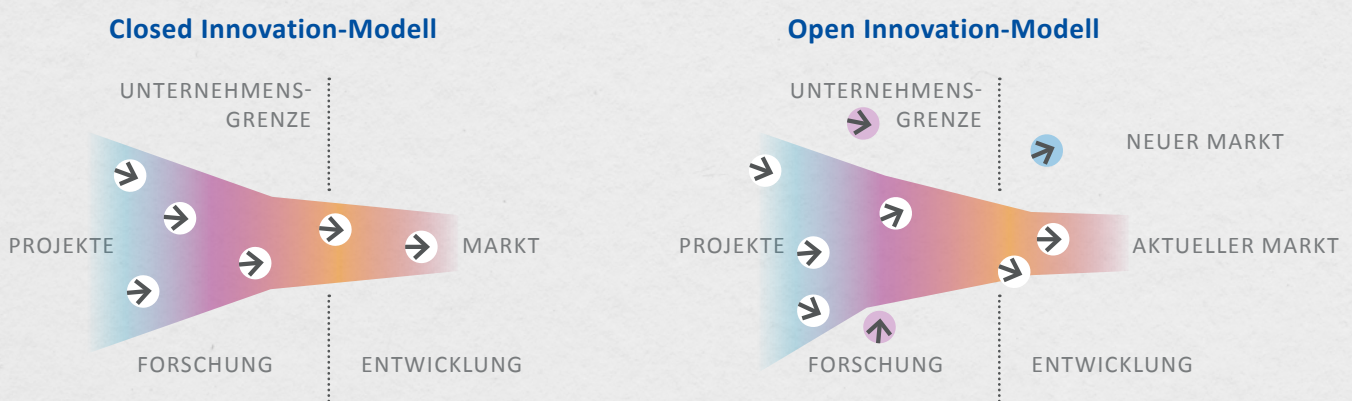 Closed Innovation-Modell
UNTERNEHMENS-
GRENZE
PROJEKTE
MARKT
FORSCHUNG
ENTWICKLUNG
Open Innovation-Modell
UNTERNEHMENS-
GRENZE
NEUER MARKT
PROJEKTE
AKTUELLER MARKT
FORSCHUNG
ENTWICKLUNG